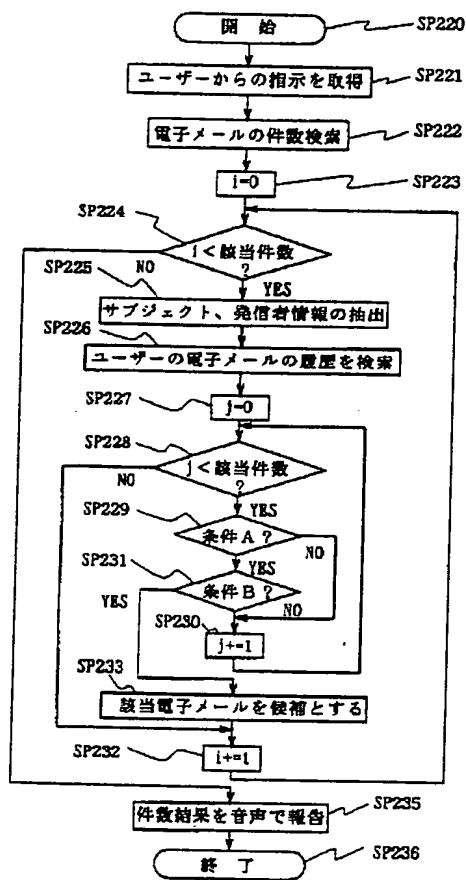 開 始
SP220
ユーザーからの指示を取得
SP221
電子メールの件数検索
SP222
i=0
SP223
SP224
i<該当件数
?
NO
YES
SP225
サブジェクト、発信者情報の抽出
SP226
ユーザーの電子メールの履歴を検索
SP227
j=0
SP228
j<該当件数
?
NO
YES
SP229
条件A?
NO
YES
SP231
条件B?
YES
NO
SP230
j+=1
SP233
該当電子メールを候補とする
SP232
i+=1
件数結果を音声で報告
SP235
終 了
SP236